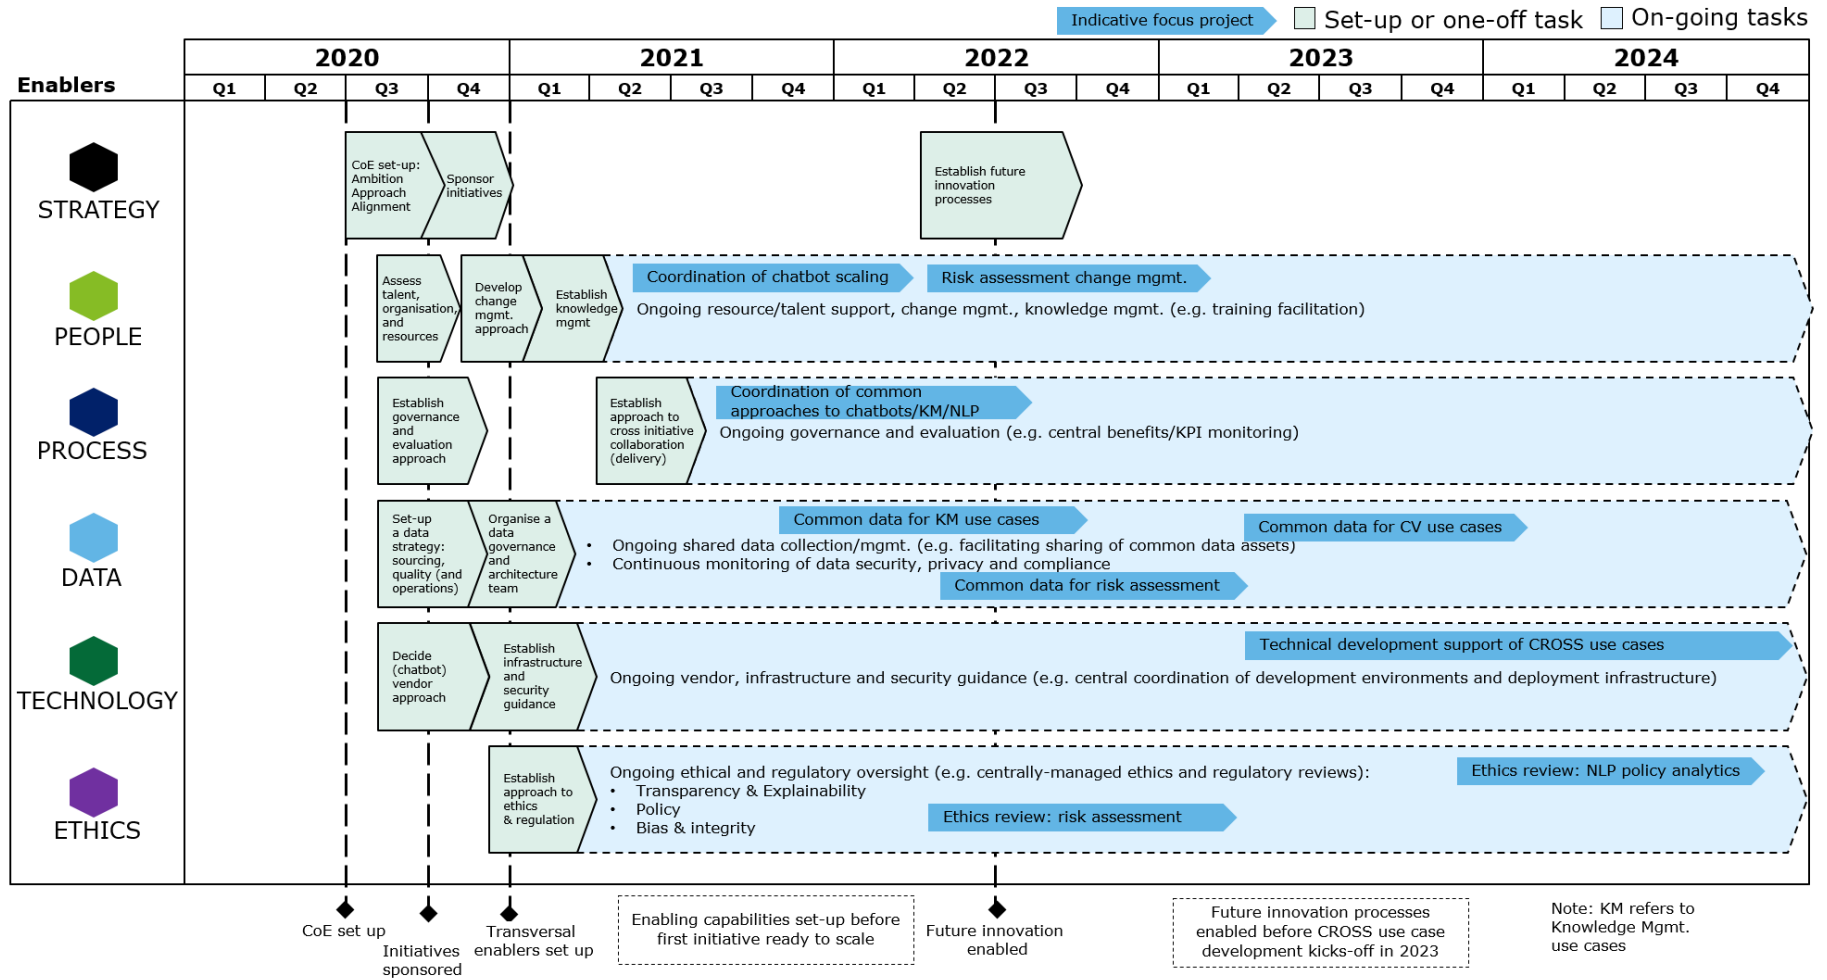 Indicative focus project
Set-up or one-off task
On-going tasks
Enablers
2020
2021
2022
2023
2024
Q1
Q2
Q3
Q4
Q1
Q2
Q3
Q4
Q1
Q2
Q3
Q4
Q1
Q2
Q3
Q4
Q1
Q2
Q3
Q4
STRATEGY
CoE set-up:
Ambition
Approach
Alignment
Sponsor
initiatives
Establish future
innovation
processes
PEOPLE
Assess
talent,
organisation,
and
resources
Develop
change
mgmt.
approach
Establish
knowledge
mgmt
Coordination of chatbot scaling
Risk assessment change mgmt.
Ongoing resource/talent support, change mgmt., knowledge mgmt. (e.g. training facilitation)
PROCESS
Establish
governance
and
evaluation
approach
Establish
approach to
cross initiative
collaboration
(delivery)
Coordination of common
approaches to chatbots/KM/NLP
Ongoing governance and evaluation (e.g. central benefits/KPI monitoring)
DATA
Set-up
a data
strategy:
sourcing,
quality (and
operations)
Organise a
data
governance
and
architecture
team
Common data for KM use cases
Common data for CV use cases
• Ongoing shared data collection/mgmt. (e.g. facilitating sharing of common data assets)
• Continuous monitoring of data security, privacy and compliance
Common data for risk assessment
TECHNOLOGY
Decide
(chatbot)
vendor
approach
Establish
infrastructure
and
security
guidance
Technical development support of CROSS use cases
Ongoing vendor, infrastructure and security guidance (e.g. central coordination of development environments and deployment infrastructure)
ETHICS
Establish
approach to
ethics
& regulation
Ongoing ethical and regulatory oversight (e.g. centrally-managed ethics and regulatory reviews):
• Transparency & Explainability
• Policy
• Bias & integrity
Ethics review: NLP policy analytics
Ethics review: risk assessment
CoE set up
Initiatives
sponsored
Transversal
enablers set up
Enabling capabilities set-up before
first initiative ready to scale
Future innovation
enabled
Future innovation processes
enabled before CROSS use case
development kicks-off in 2023
Note: KM refers to
Knowledge Mgmt.
use cases